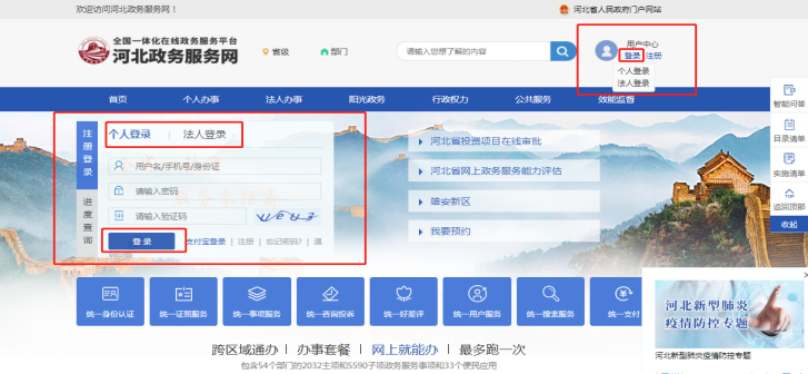 欢迎访问河北政务服务网！
河北省人民政府门户网站
全国一体化在线政务服务平台
河北政务服务网
省级
部门
请输入您想了解的内容
用户中心
登录 注册
个人登录
法人登录
首页 个人办事 法人办事 阳光政务 行政权力 公共服务 效能监督
注册登录
个人登录 | 法人登录
用户名/手机号/身份证
请输入密码
请输入验证码
登录
支付宝登录 | 注册 | 忘记密码? |
进度查询
河北省投资项目在线审批
河北省网上政务服务能力评估
雄安新区
我要预约
智能问答
目录清单
实施清单
返回顶部
收起
统一身份认证 统一证照服务 统一事项服务 统一咨询投诉 统一好差评 统一用户服务 统一搜索服务 统一支付
河北新型肺炎
疫情防控专题
河北新型肺炎疫情防控专题
跨区域通办 | 办事套餐 | 网上就能办 | 最多跑一次
包含54个部门的2032主项和5590子项政务服务事项和33个便民应用